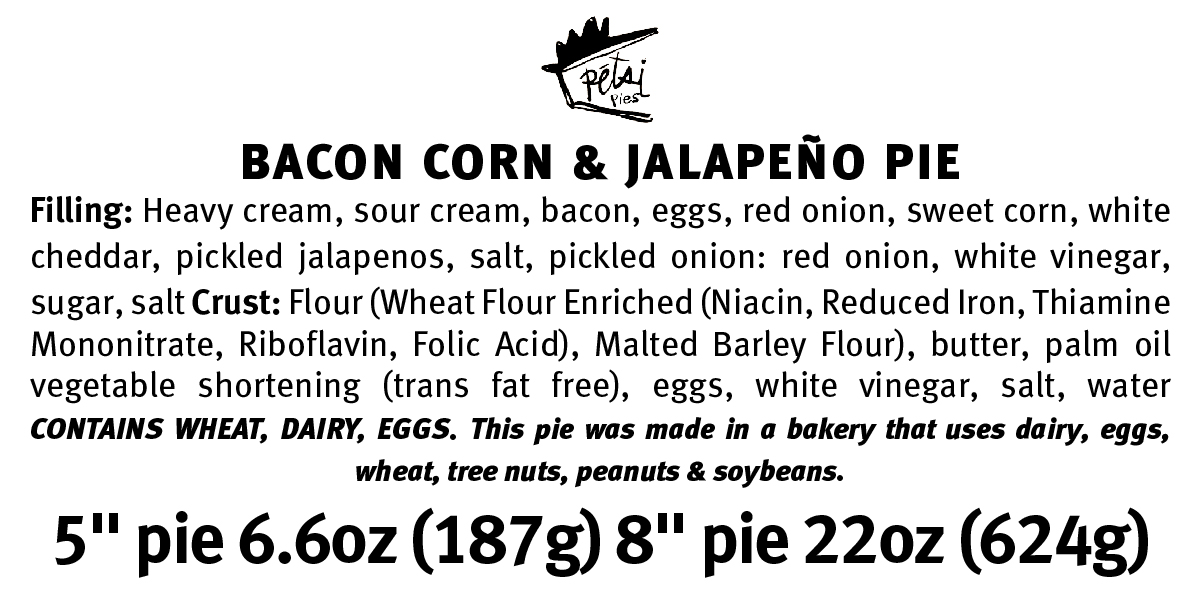 pétsi
Pies
BACON CORN & JALAPEÑO PIE
Filling: Heavy cream, sour cream, bacon, eggs, red onion, sweet corn, white
cheddar, pickled jalapenos, salt, pickled onion: red onion, white vinegar,
sugar, salt Crust: Flour (Wheat Flour Enriched (Niacin, Reduced Iron, Thiamine
Mononitrate, Riboflavin, Folic Acid), Malted Barley Flour), butter, palm oil
vegetable shortening (trans fat free), eggs, white vinegar, salt, water
CONTAINS WHEAT, DAIRY, EGGS. This pie was made in a bakery that uses dairy, eggs,
wheat, tree nuts, peanuts & soybeans.
5" pie 6.6oz (187g) 8" pie 22oz (624g)